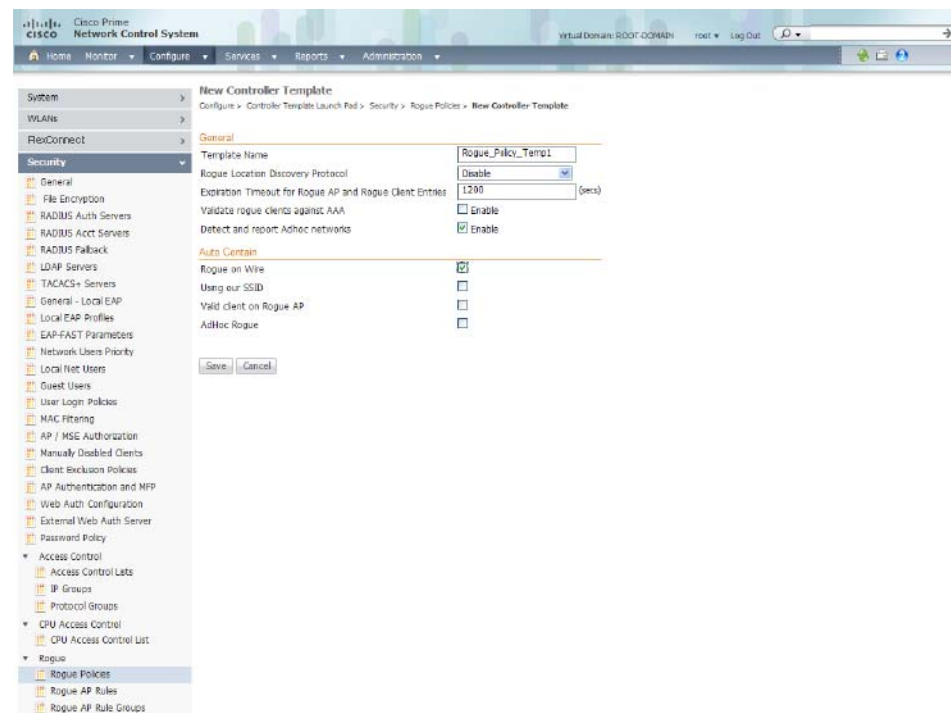 Cisco Prime
CISCO Network Control System
Virtual Domain: ROOT-DOMAIN root Log Out
Home Monitor Configure Services Reports Administration
System
WLANs
FlexConnect
Security
General
File Encryption
RADIUS Auth Servers
RADIUS Acct Servers
RADIUS Fallback
LDAP Servers
TACACS+ Servers
General - Local EAP
Local EAP Profiles
EAP-FAST Parameters
Network Users Priority
Local Net Users
Guest Users
User Login Policies
MAC Filtering
AP / MSE Authorization
Manually Disabled Clients
Client Exclusion Policies
AP Authentication and MFP
Web Auth Configuration
External Web Auth Server
Password Policy
Access Control
Access Control Lists
IP Groups
Protocol Groups
CPU Access Control
CPU Access Control List
Rogue
Rogue Policies
Rogue AP Rules
Rogue AP Rule Groups
New Controller Template
Configure > Controller Template Launch Pad > Security > Rogue Policies > New Controller Template
General
Template Name Rogue_Pilicy_Temp1
Rogue Location Discovery Protocol Disable
Expiration Timeout for Rogue AP and Rogue Client Entries 1200 (secs)
Validate rogue clients against AAA Enable
Detect and report Adhoc networks Enable
Auto Contain
Rogue on Wire
Using our SSID
Valid client on Rogue AP
AdHoc Rogue
Save Cancel